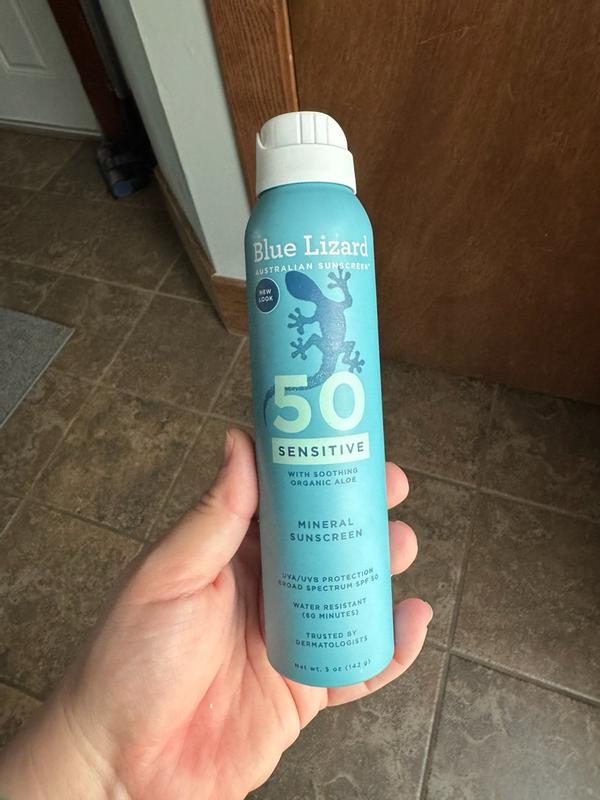 Blue Lizard
AUSTRALIAN SUNSCREEN
NEW
LOOK
50
SENSITIVE
WITH SOOTHING
ORGANIC ALOE
MINERAL
SUNSCREEN
UVA/UVB PROTECTION
BROAD SPECTRUM SPF 50
WATER RESISTANT
(80 MINUTES)
TRUSTED BY
DERMATOLOGISTS
Net wt. 5 oz (142 g)